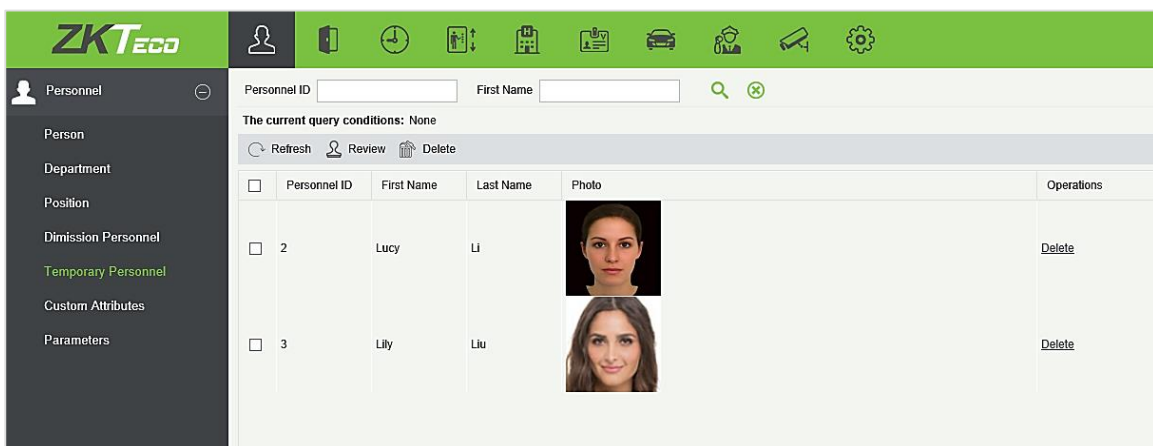 ZKTECO
Personnel
Person
Department
Position
Dimission Personnel
Temporary Personnel
Custom Attributes
Parameters
Personnel ID First Name
The current query conditions: None
Refresh Review Delete
Personnel ID First Name Last Name Photo Operations
2 Lucy Li Delete
3 Lily Liu Delete